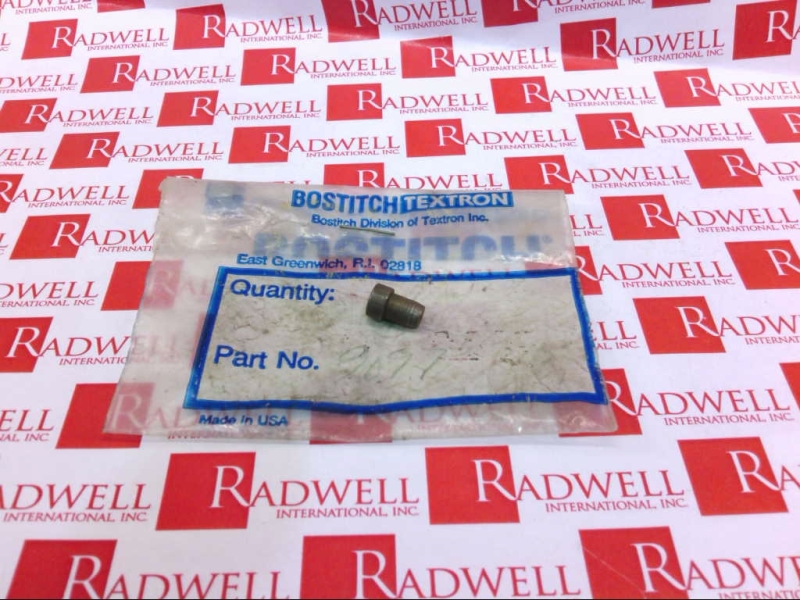 BOSTITCH TEXTRON
Bostitch Division of Textron Inc.
BOSTITCH
East Greenwich, R.I. 02818
Quantity:
Part No.
Made in USA
RADWELL
INTERNATIONAL, INC.